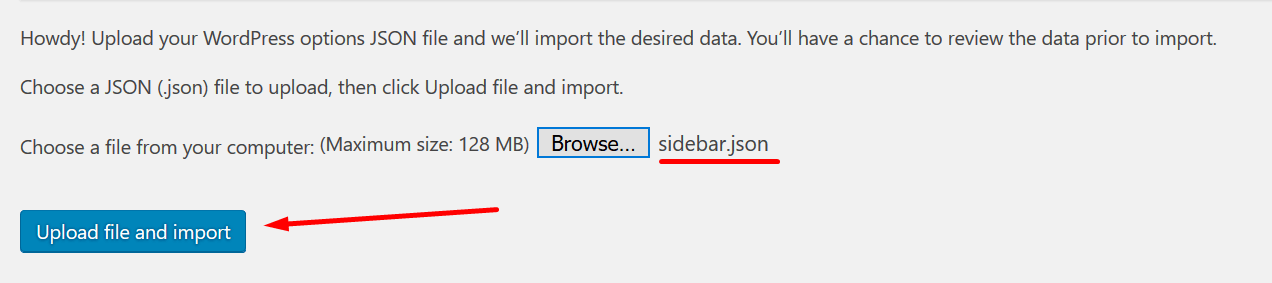 Howdy! Upload your WordPress options JSON file and we’ll import the desired data. You’ll have a chance to review the data prior to import.
Choose a JSON (.json) file to upload, then click Upload file and import.
Choose a file from your computer: (Maximum size: 128 MB) Browse... sidebar.json
Upload file and import